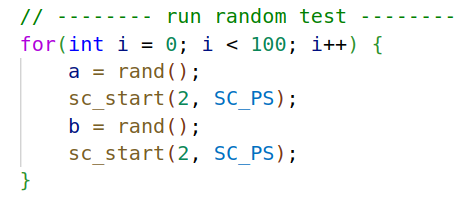 // -------- run random test --------
for(int i = 0; i < 100; i++) {
    a = rand();
    sc_start(2, SC_PS);
    b = rand();
    sc_start(2, SC_PS);
}